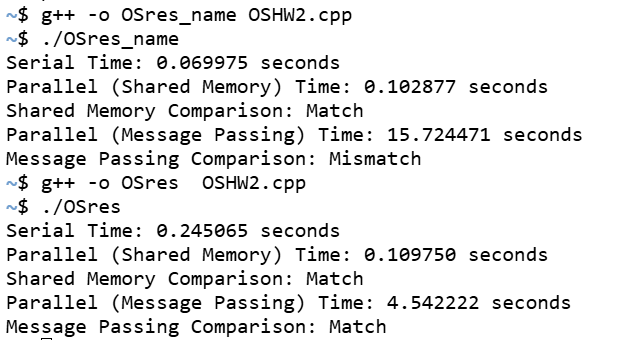 ~$ g++ -o OSres_name OSHW2.cpp
~$ ./OSres_name
Serial Time: 0.069975 seconds
Parallel (Shared Memory) Time: 0.102877 seconds
Shared Memory Comparison: Match
Parallel (Message Passing) Time: 15.724471 seconds
Message Passing Comparison: Mismatch
~$ g++ -o OSres  OSHW2.cpp
~$ ./OSres
Serial Time: 0.245065 seconds
Parallel (Shared Memory) Time: 0.109750 seconds
Shared Memory Comparison: Match
Parallel (Message Passing) Time: 4.542222 seconds
Message Passing Comparison: Match